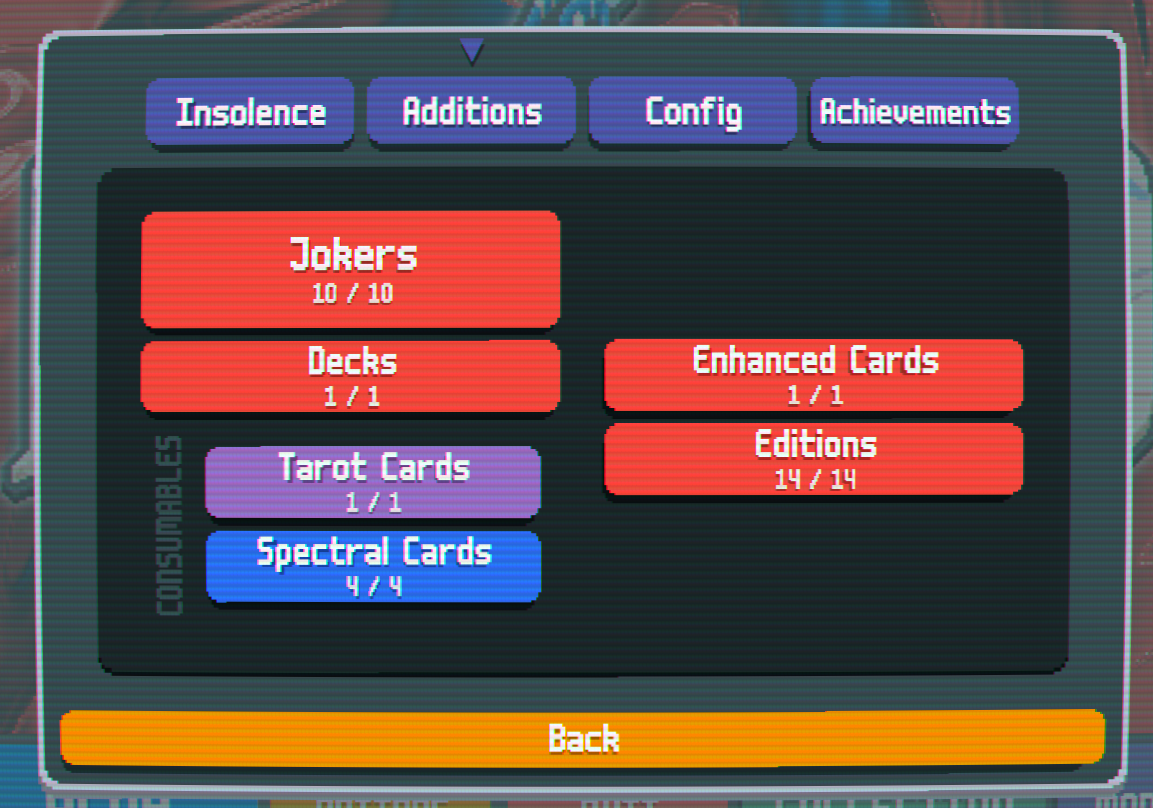 Insolence
Additions
Config
Achievements
Jokers
10 / 10
Decks
1 / 1
CONSUMABLES
Tarot Cards
1 / 1
Spectral Cards
4 / 4
Enhanced Cards
1 / 1
Editions
14 / 14
Back